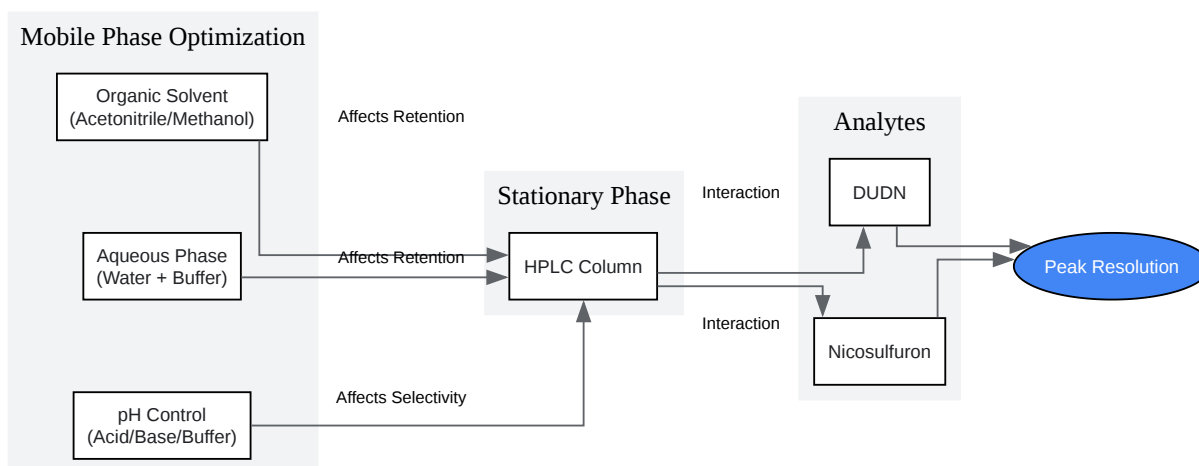 Mobile Phase Optimization
Organic Solvent
(Acetonitrile/Methanol)
Affects Retention
Aqueous Phase
(Water + Buffer)
Affects Retention
pH Control
(Acid/Base/Buffer)
Affects Selectivity
Stationary Phase
HPLC Column
Interaction
Interaction
Analytes
DUDN
Nicosulfuron
Peak Resolution